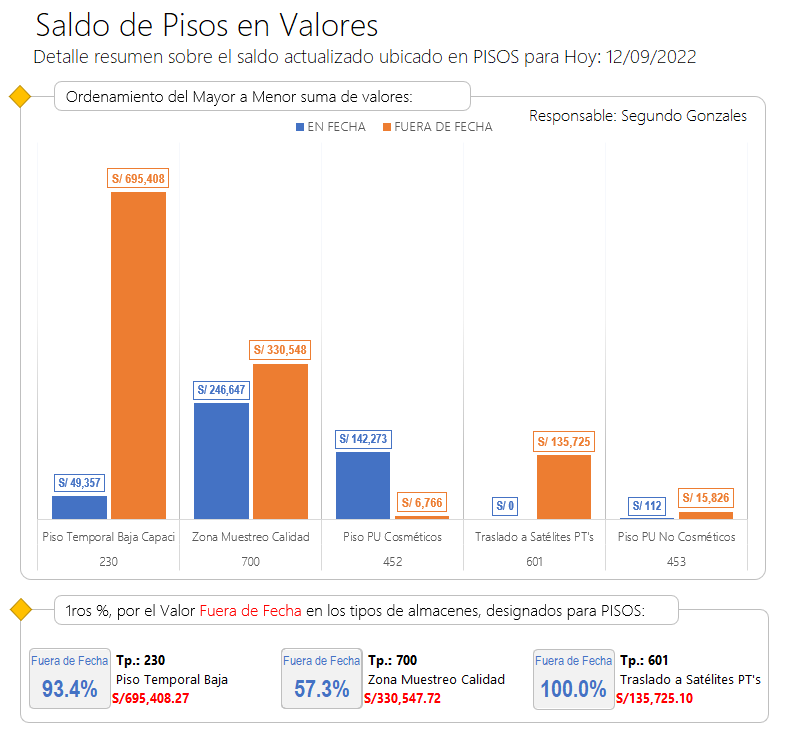 Saldo de Pisos en Valores
Detalle resumen sobre el saldo actualizado ubicado en PISOS para Hoy: 12/09/2022
Ordenamiento del Mayor a Menor suma de valores:
Responsable: Segundo Gonzales
EN FECHA FUERA DE FECHA
S/ 695,408
S/ 330,548
S/ 246,647
S/ 142,273
S/ 135,725
S/ 49,357
S/ 6,766
S/ 0
S/ 112
S/ 15,826
Piso Temporal Baja Capaci Zona Muestreo Calidad Piso PU Cosméticos Traslado a Satélites PT's Piso PU No Cosméticos
230 700 452 601 453
1ros %, por el Valor Fuera de Fecha en los tipos de almacenes, designados para PISOS:
Fuera de Fecha
93.4%
Tp.: 230
Piso Temporal Baja
S/695,408.27
Fuera de Fecha
57.3%
Tp.: 700
Zona Muestreo Calidad
S/330,547.72
Fuera de Fecha
100.0%
Tp.: 601
Traslado a Satélites PT's
S/135,725.10